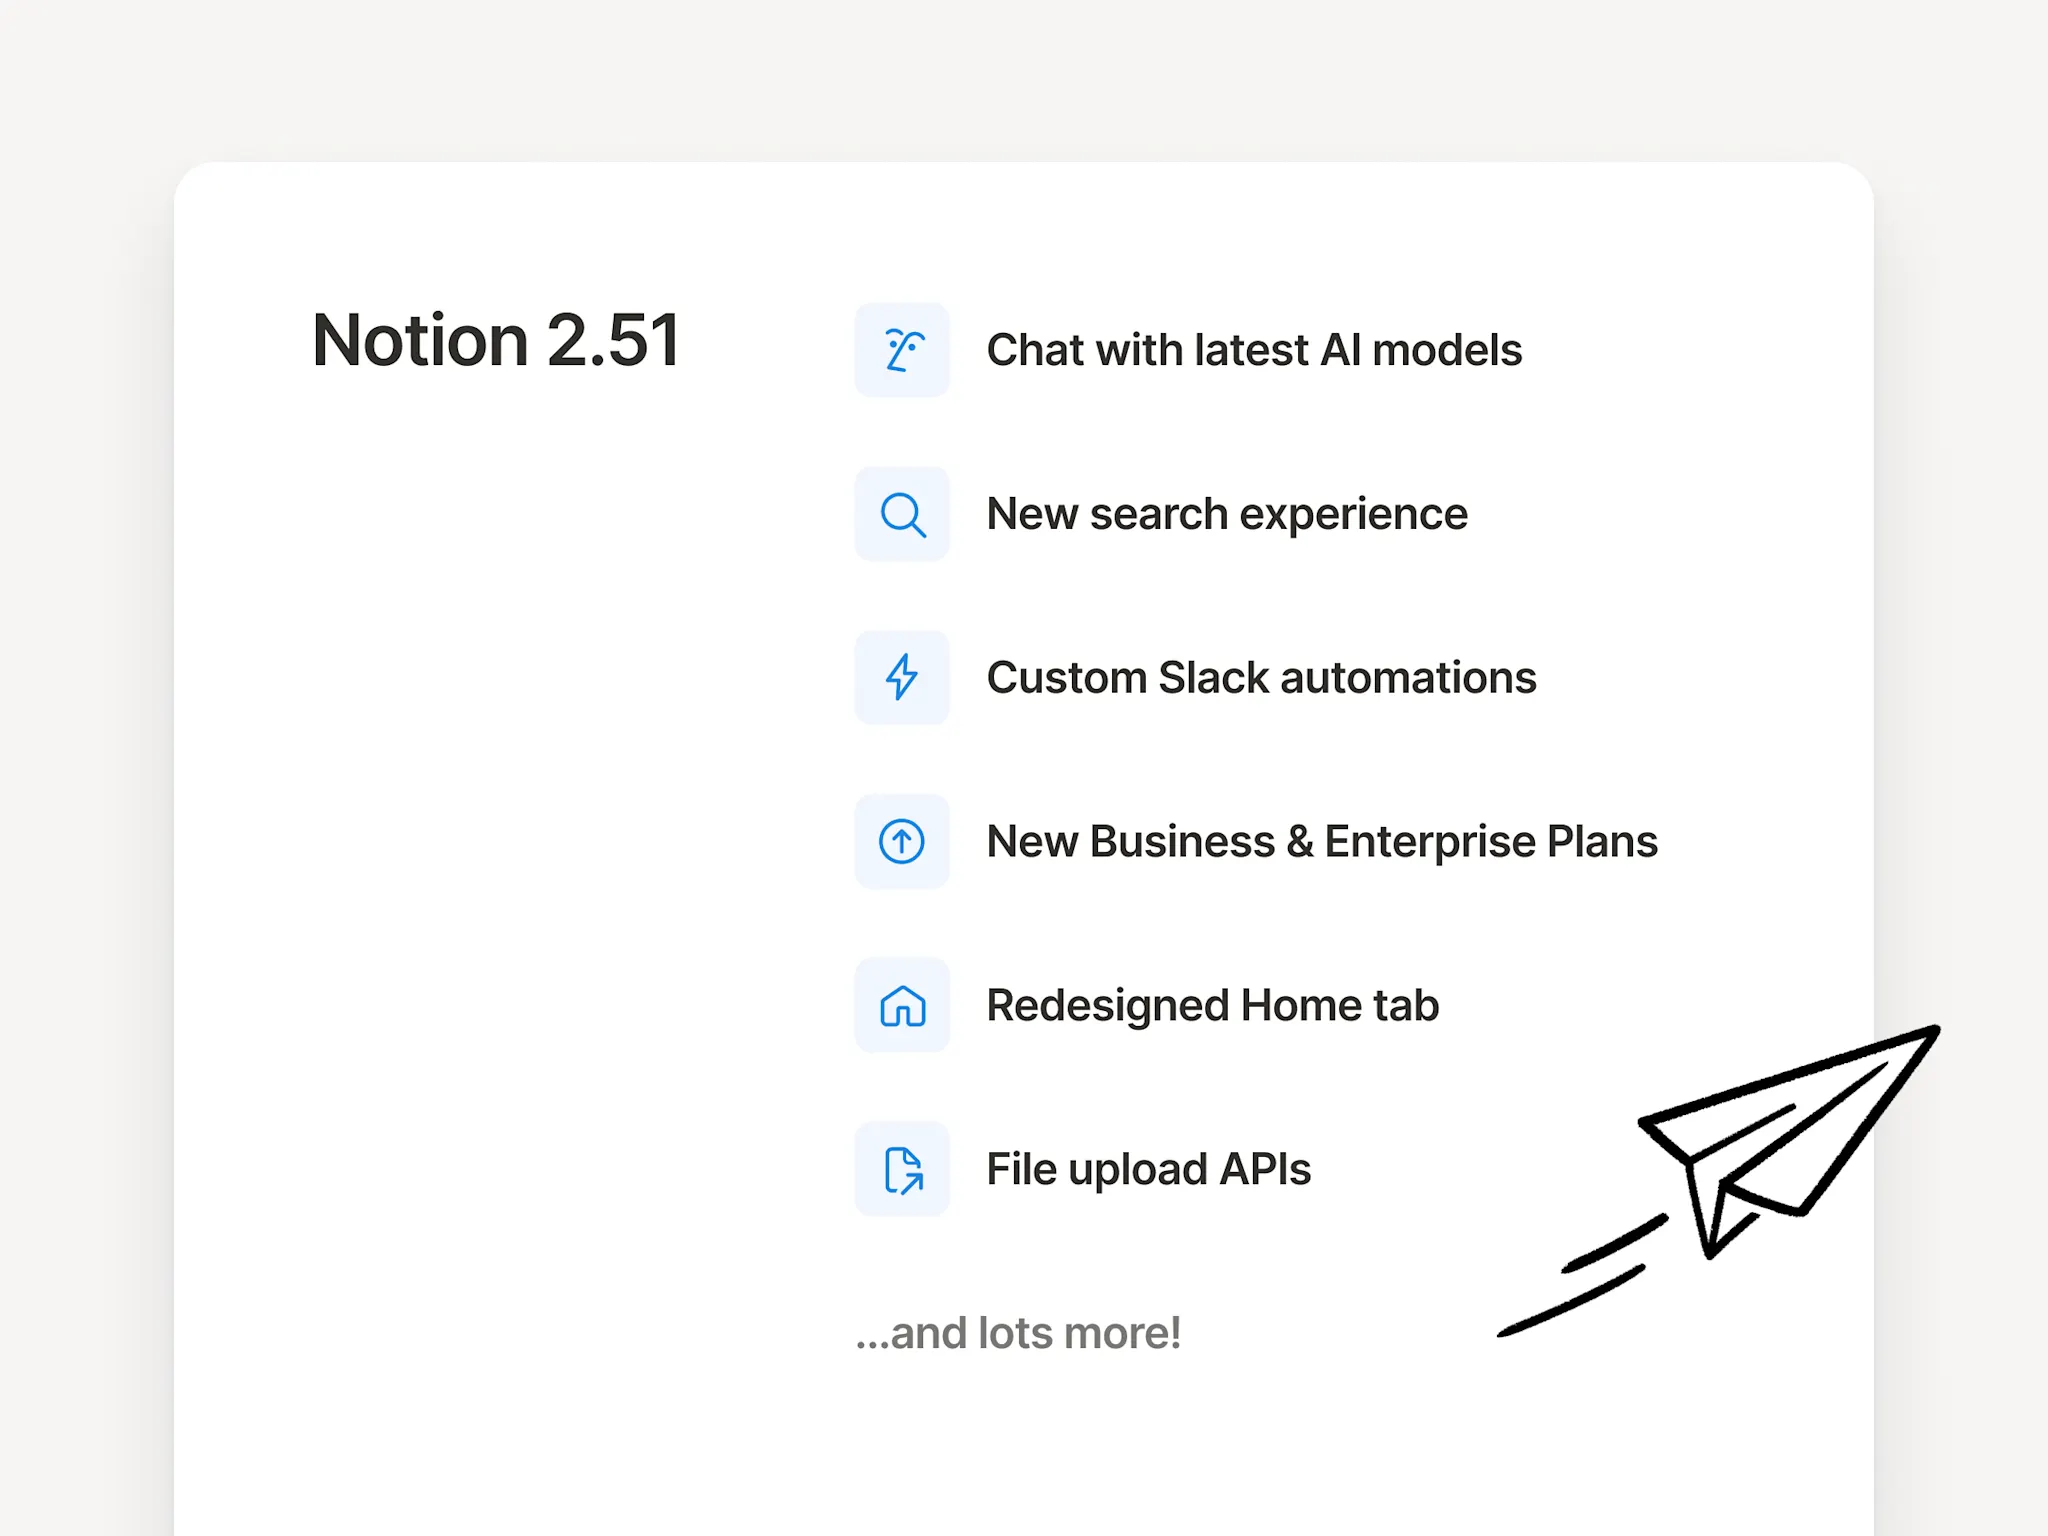 Notion 2.51
Chat with latest AI models
New search experience
Custom Slack automations
New Business & Enterprise Plans
Redesigned Home tab
File upload APIs
...and lots more!